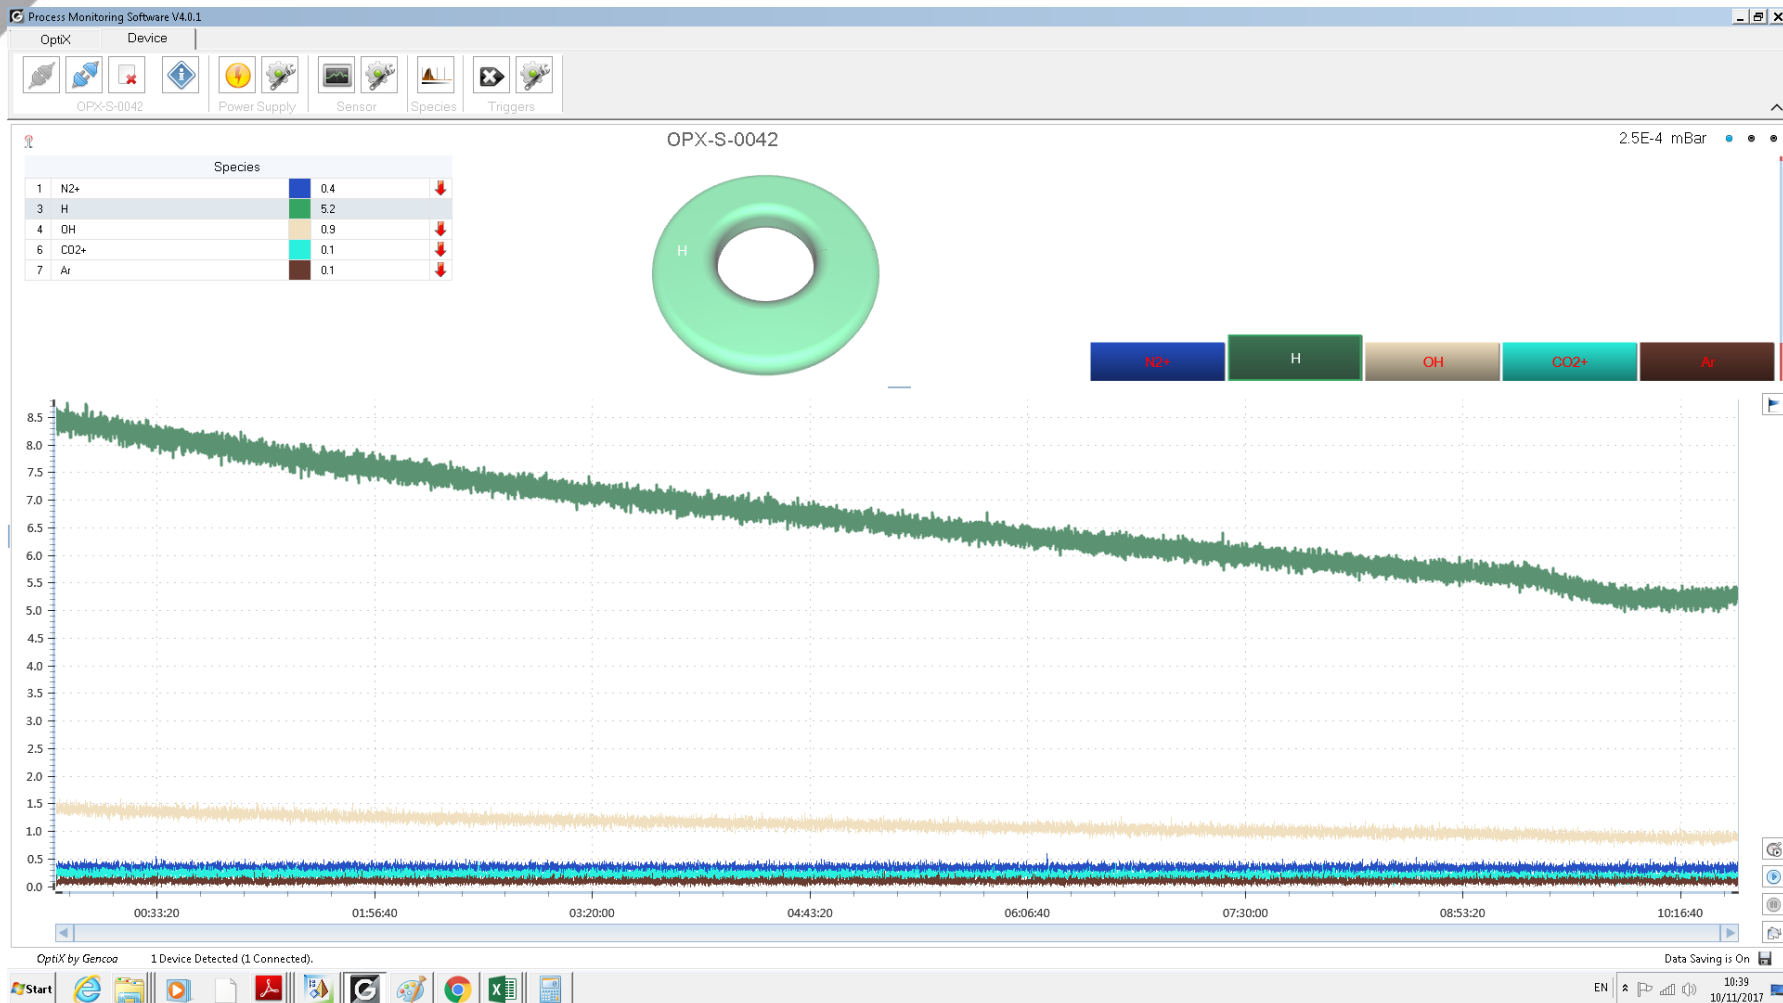 Process Monitoring Software V4.0.1
OptiX Device
OPX-S-0042 Power Supply Sensor Species Triggers
OPX-S-0042
2.5E-4 mBar
Species
1 N2+ 0.4
3 H 5.2
4 OH 0.9
6 CO2+ 0.1
7 Ar 0.1
H
N2+ H OH CO2+ Ar
8.5
8.0
7.5
7.0
6.5
6.0
5.5
5.0
4.5
4.0
3.5
3.0
2.5
2.0
1.5
1.0
0.5
0.0
00:33:20 01:56:40 03:20:00 04:43:20 06:06:40 07:30:00 08:53:20 10:16:40
OptiX by Gencoa 1 Device Detected (1 Connected). Data Saving is On
Start EN 10:39
10/11/2017